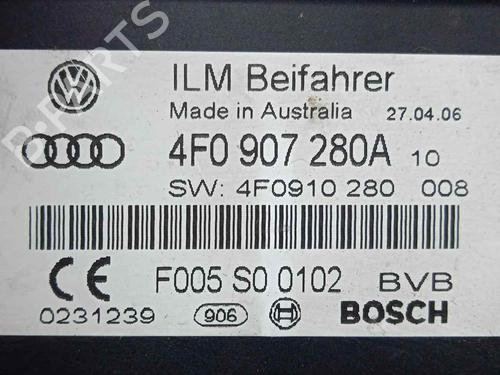 ILM Beifahrer
Made in Australia 27.04.06
4F0 907 280A 10
SW: 4F0910 280 008
CE F005 S0 0102 BVB
0231239 906 BOSCH